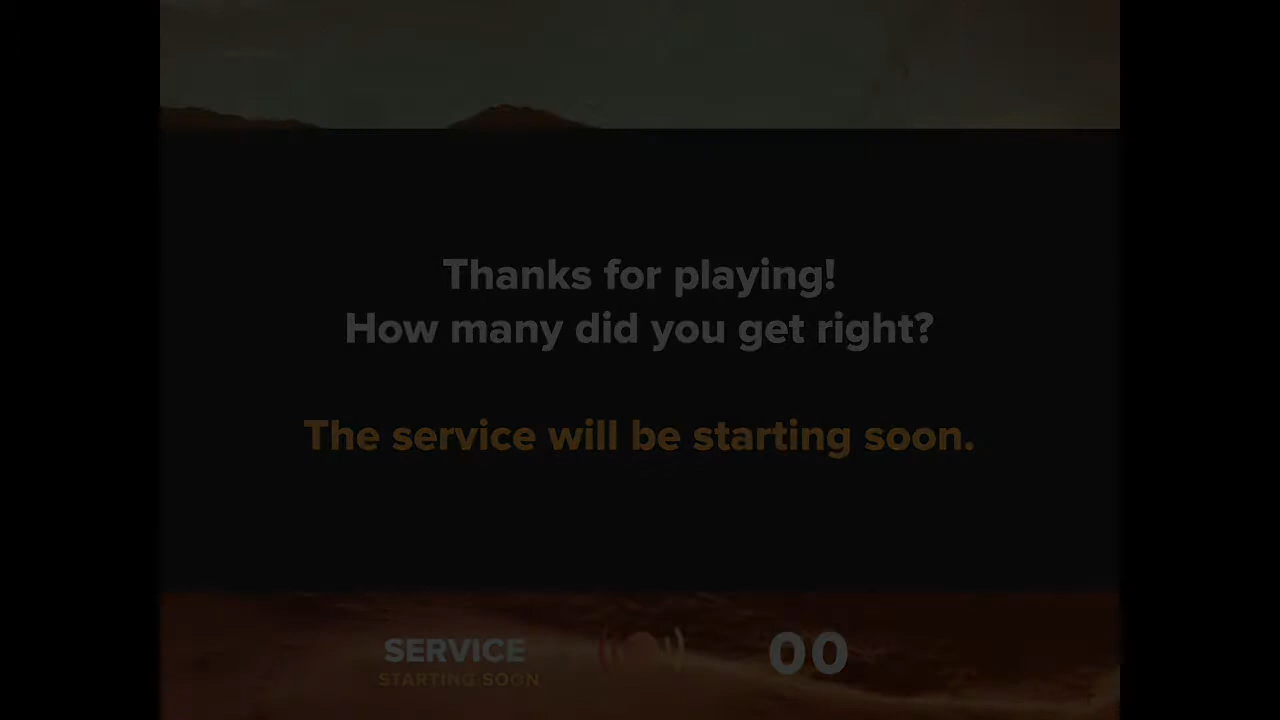 Thanks for playing!
How many did you get right?
The service will be starting soon.
SERVICE
STARTING SOON
00